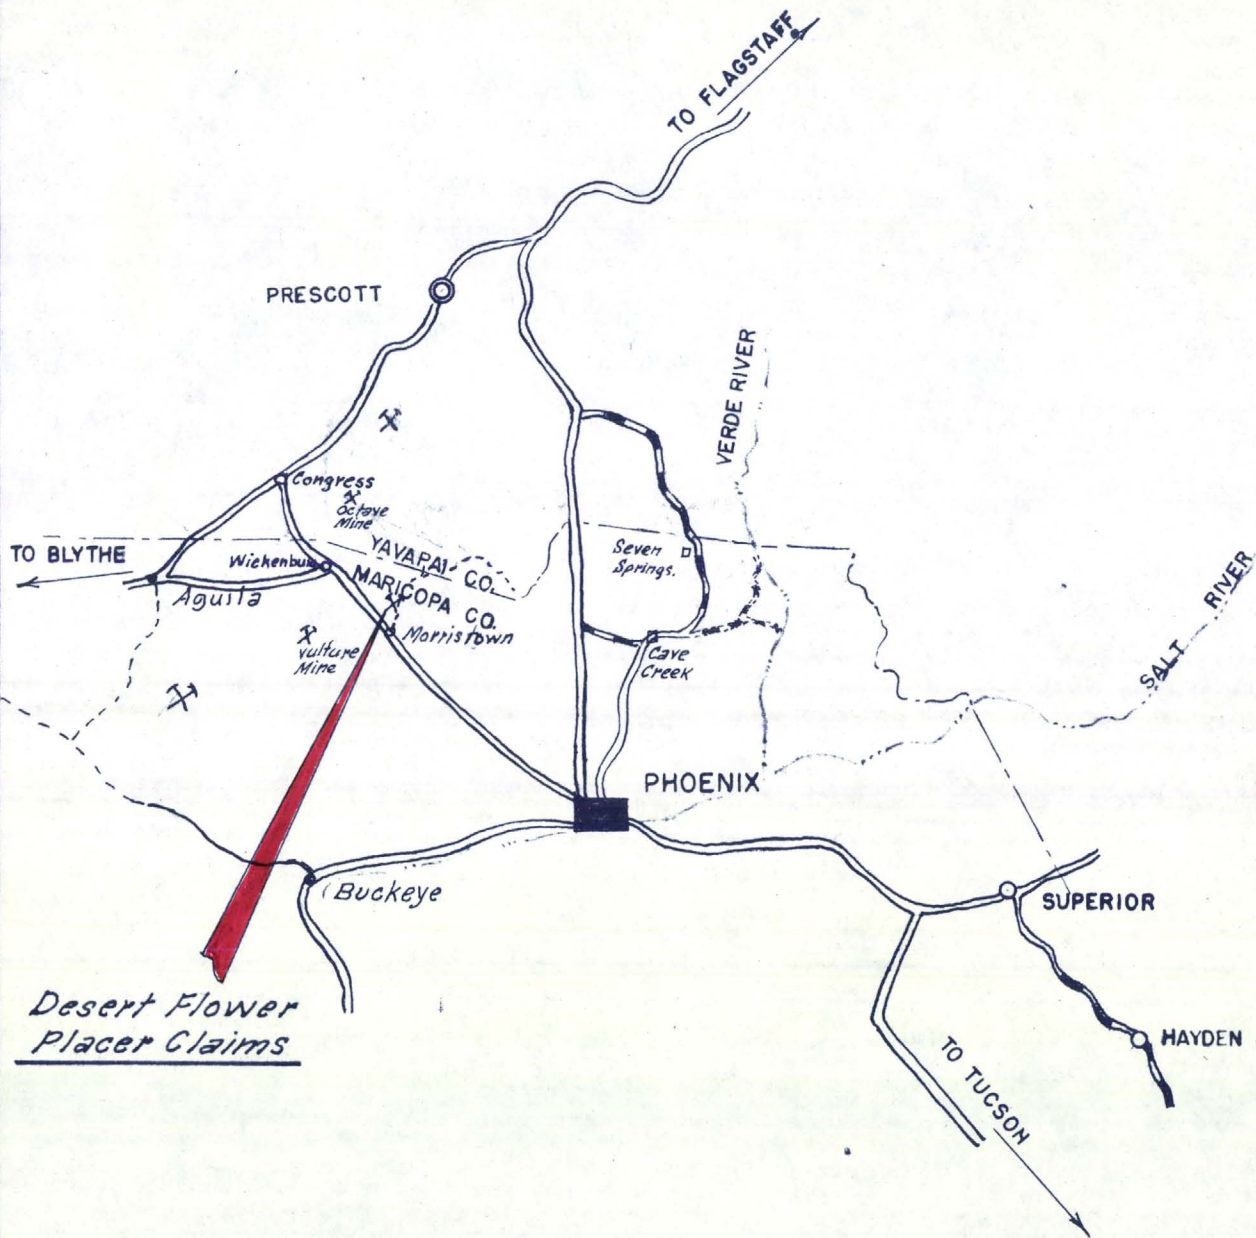 TO FLAGSTAFF
PRESCOTT
VERDE RIVER
Congress
Octave
Mine
TO BLYTHE
Wickenburg
YAVAPAI CO.
MARICOPA CO.
Seven
Springs.
Aguila
Morristown
Vulture
Mine
Cave
Creek
SALT RIVER
PHOENIX
Buckeye
SUPERIOR
Desert Flower
Placer Claims
HAYDEN
TO TUCSON